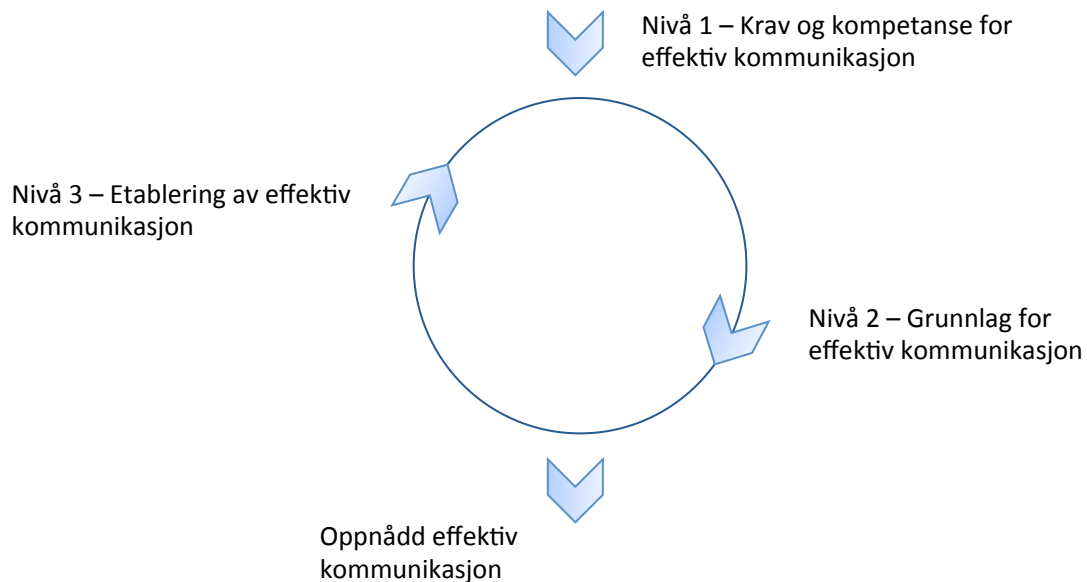 Nivå 1 – Krav og kompetanse for
effektiv kommunikasjon
Nivå 3 – Etablering av effektiv
kommunikasjon
Nivå 2 – Grunnlag for
effektiv kommunikasjon
Oppnådd effektiv
kommunikasjon